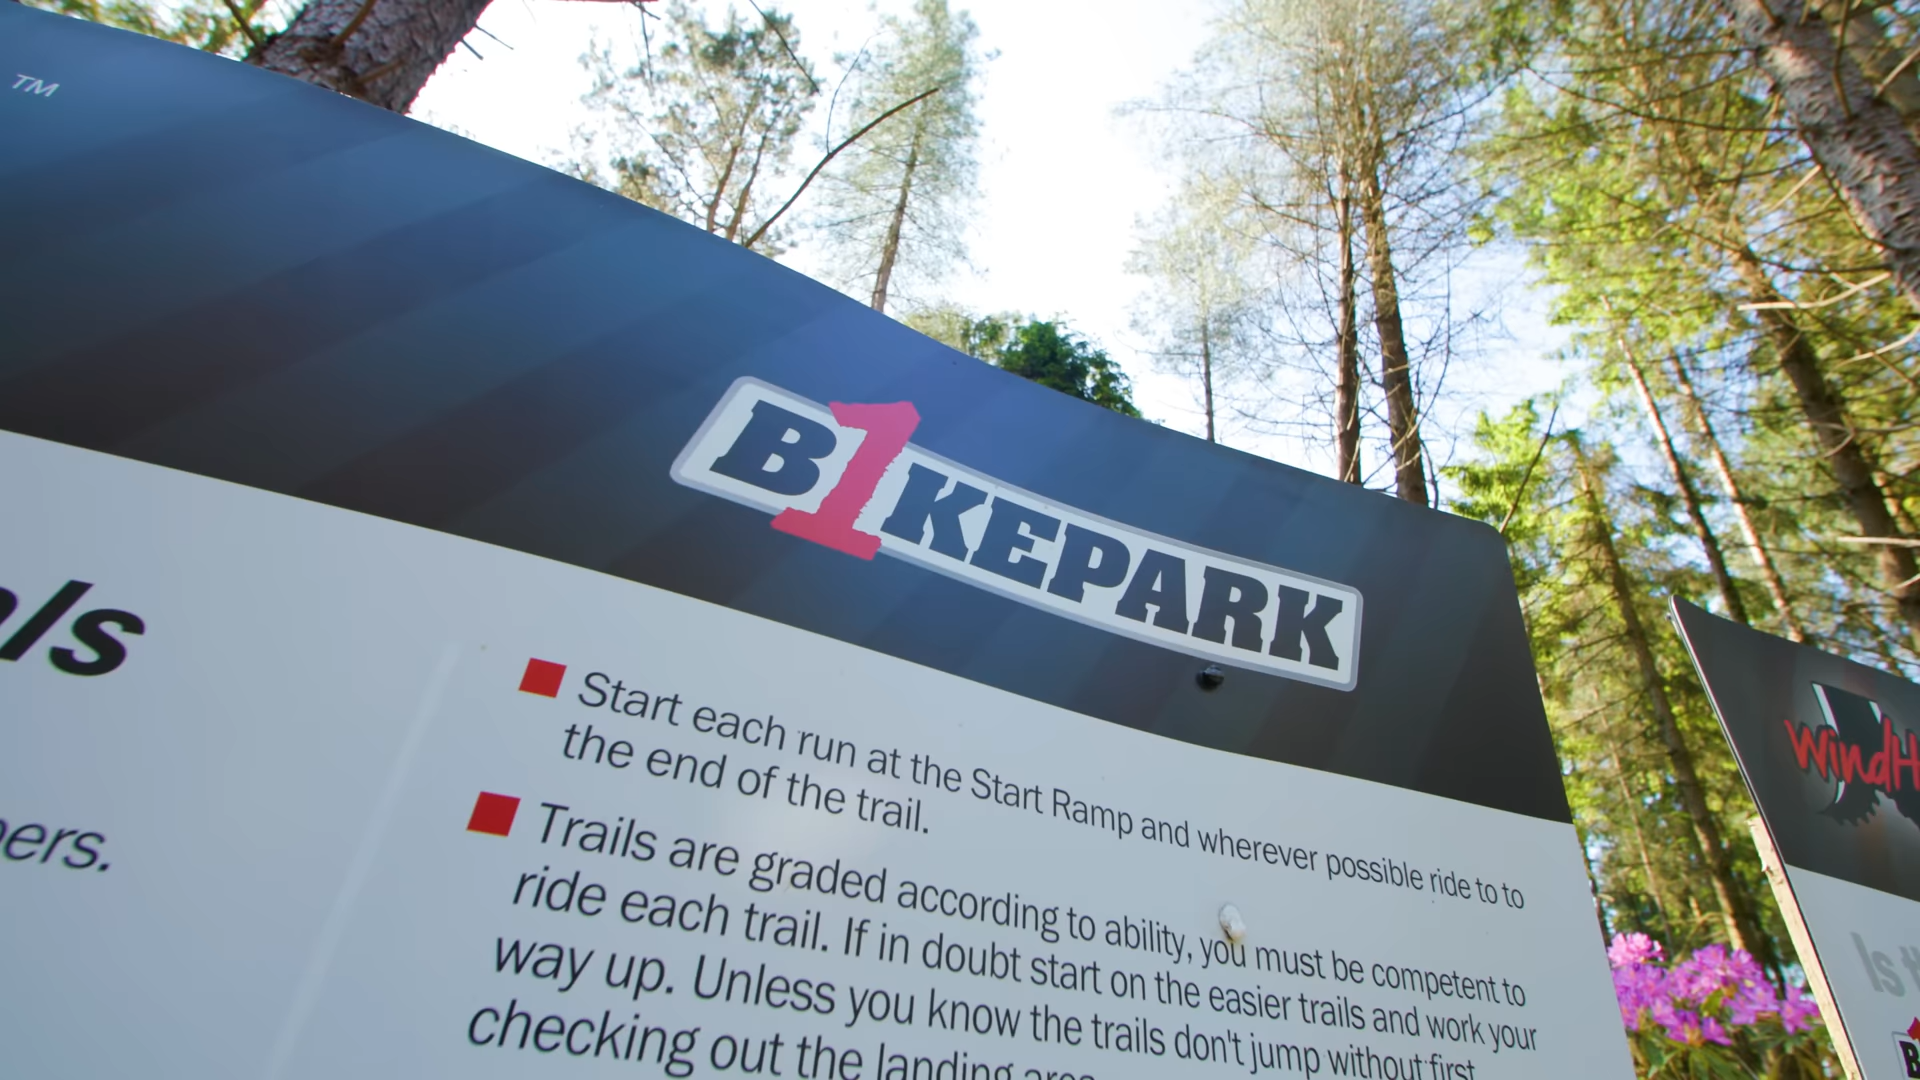 TM
B1KEPARK
Start each run at the Start Ramp and wherever possible ride to to
the end of the trail.
Trails are graded according to ability, you must be competent to
ride each trail. If in doubt start on the easier trails and work your
way up. Unless you know the trails don't jump without first
checking out the landing
Is